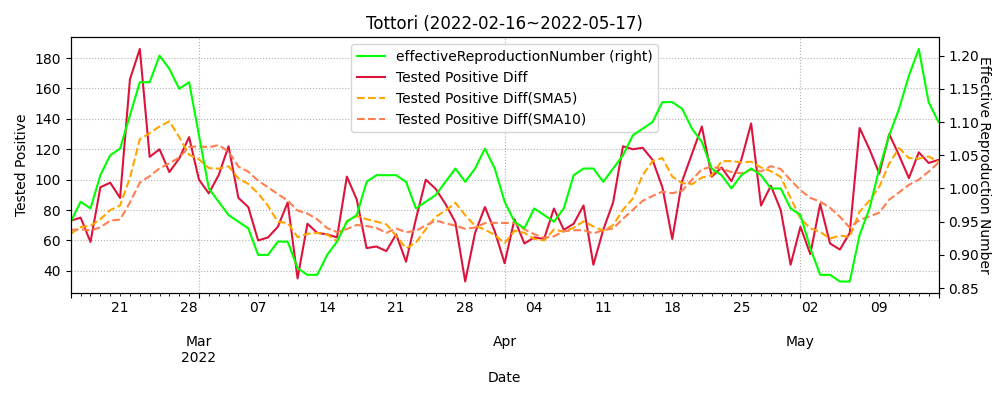 Tottori (2022-02-16~2022-05-17)
effectiveReproductionNumber (right)
Tested Positive Diff
Tested Positive Diff(SMA5)
Tested Positive Diff(SMA10)
Tested Positive
180
160
140
120
100
80
60
40
1.20
1.15
1.10
1.05
1.00
0.95
0.90
0.85
Effective Reproduction Number
21 28 07 14 21 28 04 11 18 25 02 09
Mar Apr May
2022
Date